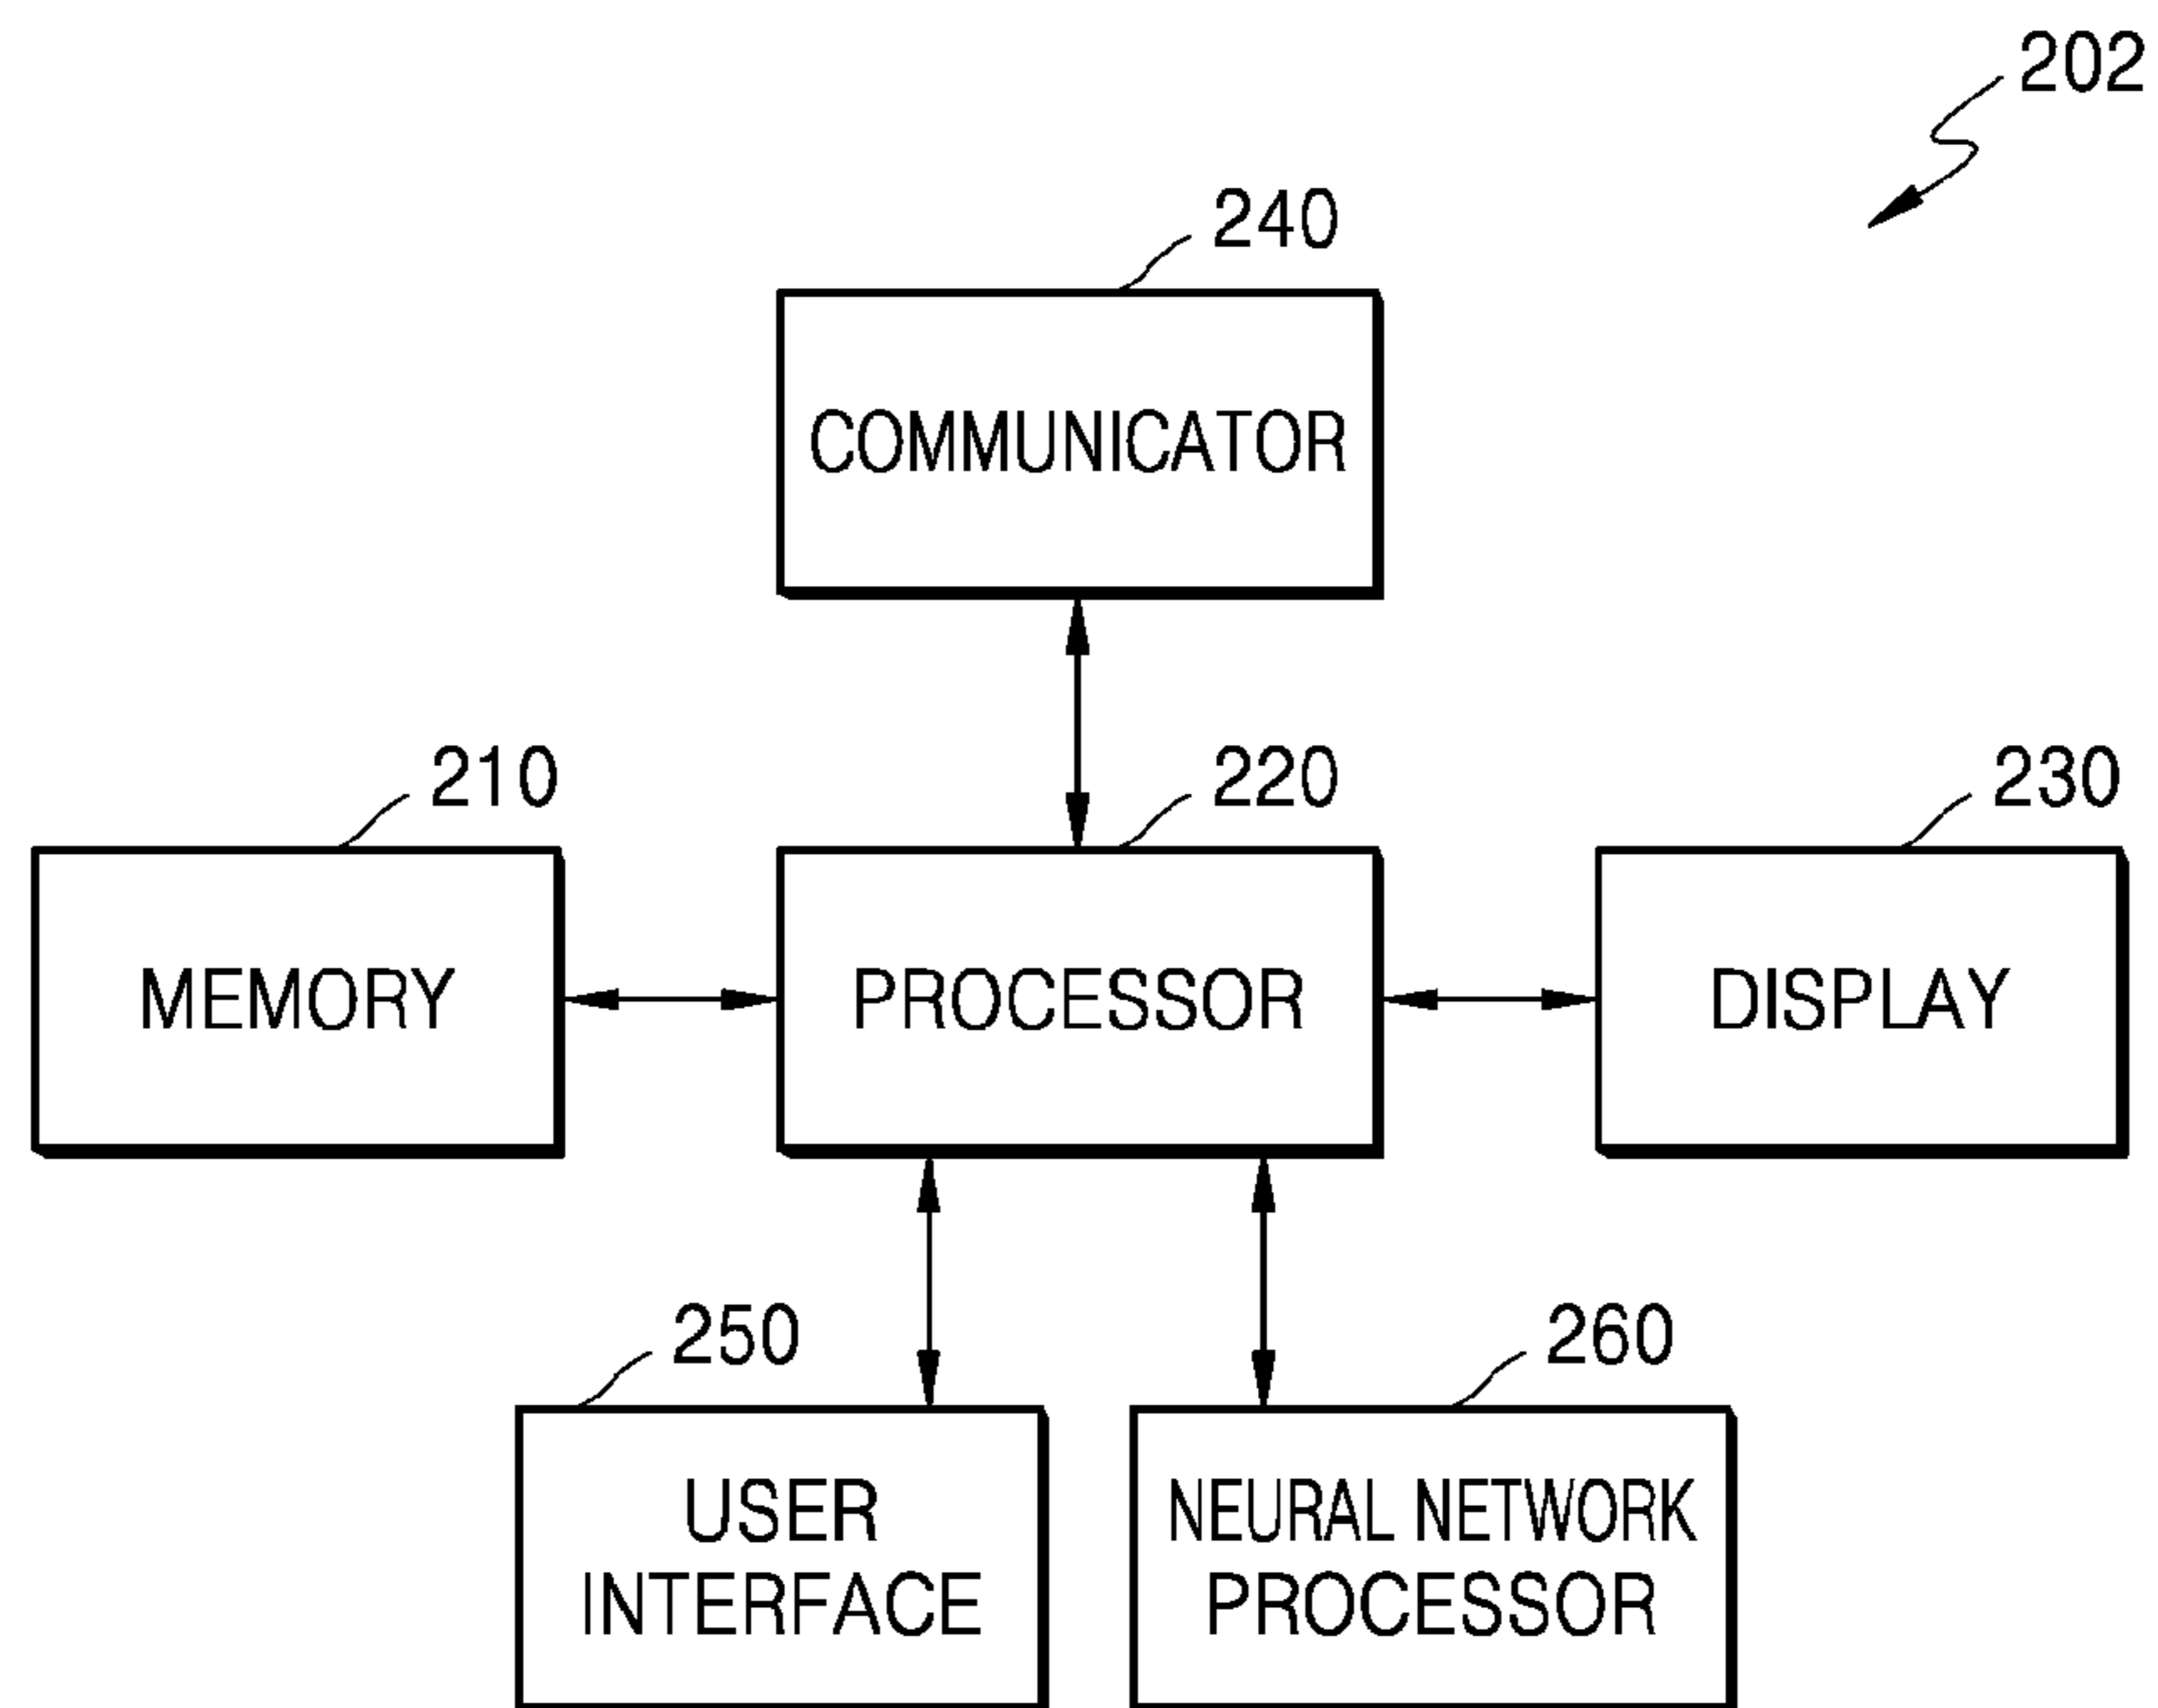 202
240
COMMUNICATOR
210
220
230
MEMORY
PROCESSOR
DISPLAY
250
260
USER
INTERFACE
NEURAL NETWORK
PROCESSOR